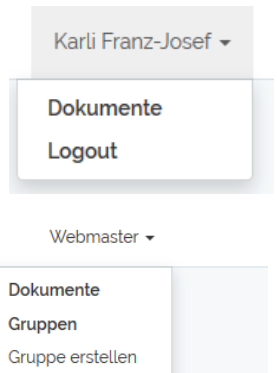 Karli Franz-Josef
Dokumente
Logout
Webmaster
Dokumente
Gruppen
Gruppe erstellen